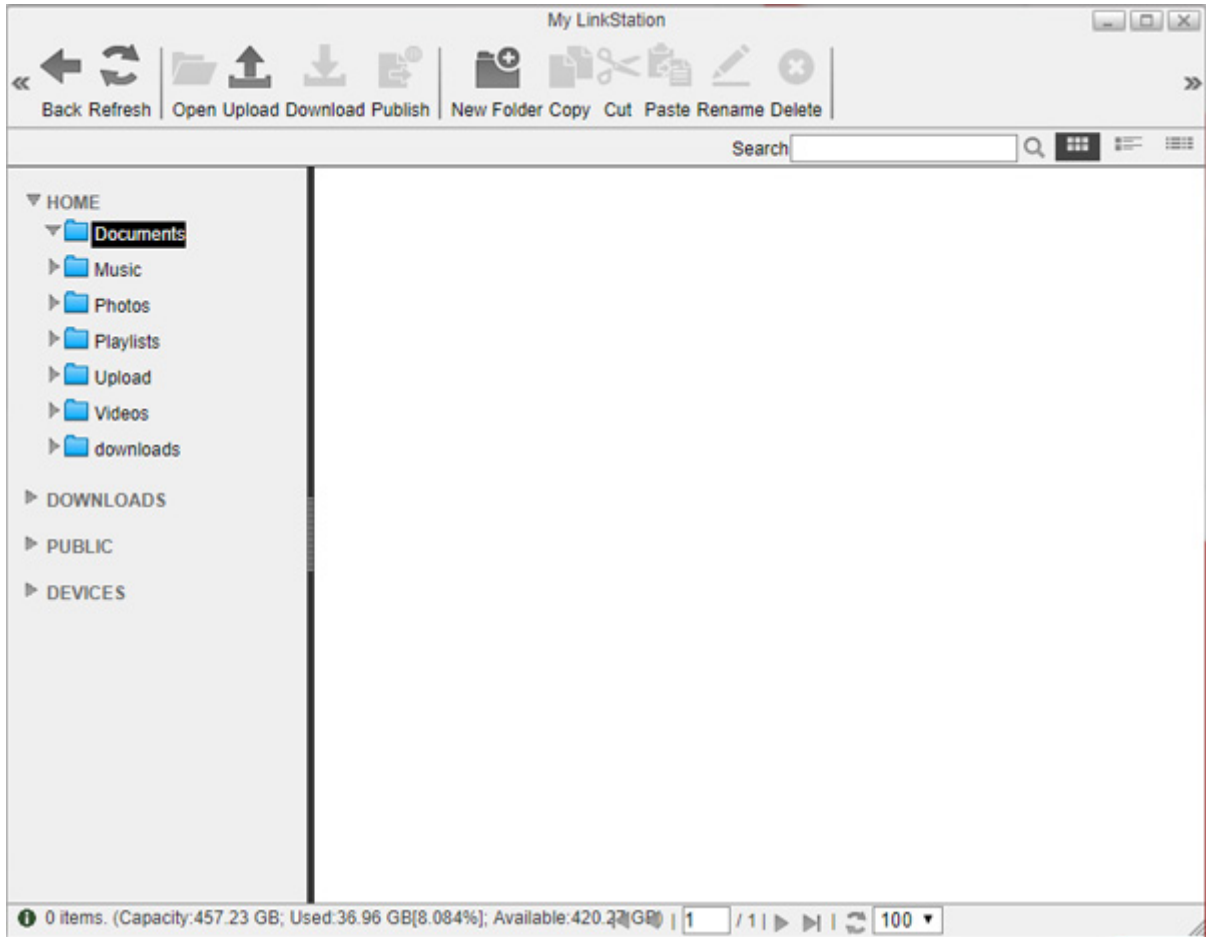 My LinkStation
Back Refresh Open Upload Download Publish New Folder Copy Cut Paste Rename Delete
Search
HOME
Documents
Music
Photos
Playlists
Upload
Videos
downloads
DOWNLOADS
PUBLIC
DEVICES
0 items. (Capacity:457.23 GB; Used:36.96 GB[8.084%]; Available:420.27 GB) | 1 / 1 | | 100